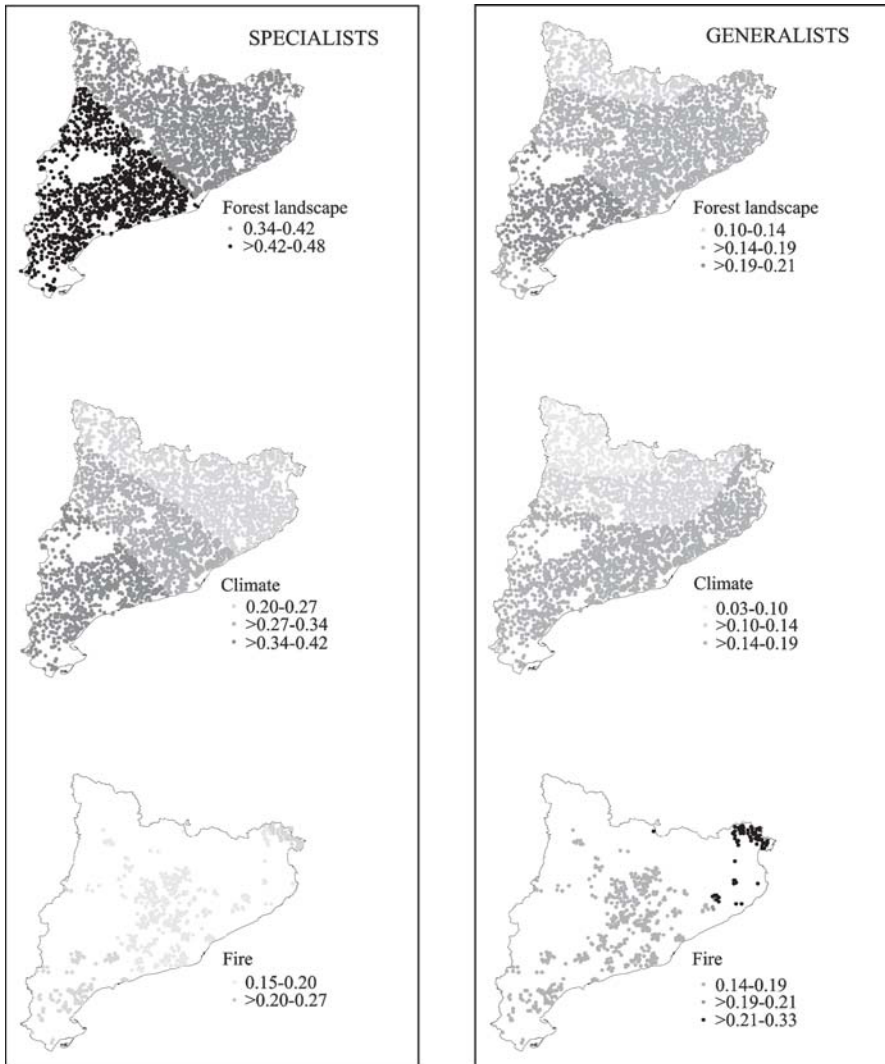 SPECIALISTS
Forest landscape
0.34-0.42
>0.42-0.48
Climate
0.20-0.27
>0.27-0.34
>0.34-0.42
Fire
0.15-0.20
>0.20-0.27
GENERALISTS
Forest landscape
0.10-0.14
>0.14-0.19
>0.19-0.21
Climate
0.03-0.10
>0.10-0.14
>0.14-0.19
Fire
0.14-0.19
>0.19-0.21
>0.21-0.33